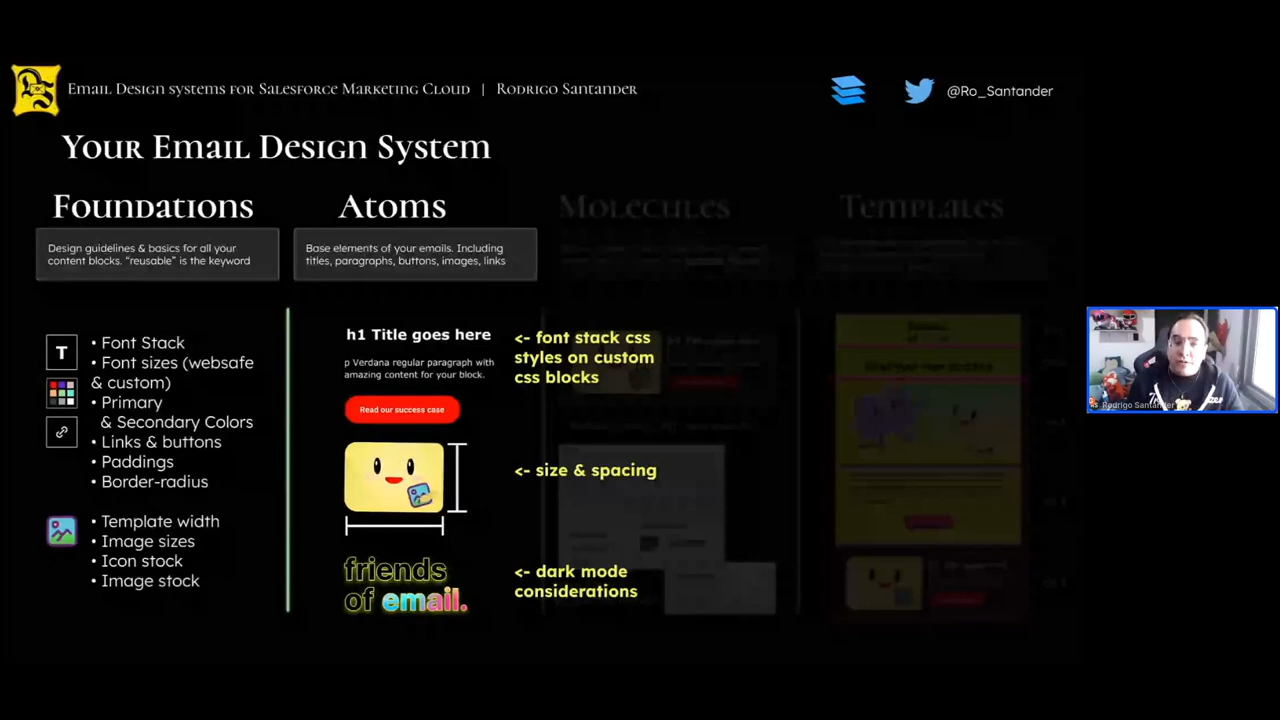 Email Design systems for Salesforce Marketing Cloud | Rodrigo Santander
@Ro_Santander
Your Email Design System
Foundations
Design guidelines & basics for all your
content blocks. "reusable" is the keyword
T
• Font Stack
• Font sizes (websafe
& custom)
• Primary
& Secondary Colors
• Links & buttons
• Paddings
• Border-radius
• Template width
• Image sizes
• Icon stock
• Image stock
Atoms
Base elements of your emails. Including
titles, paragraphs, buttons, images, links
h1 Title goes here
p Verdana regular paragraph with
amazing content for your block.
Read our success case
friends
of email.
<- font stack css
styles on custom
css blocks
<- size & spacing
<- dark mode
considerations
Molecules
Templates
Rodrigo Santander